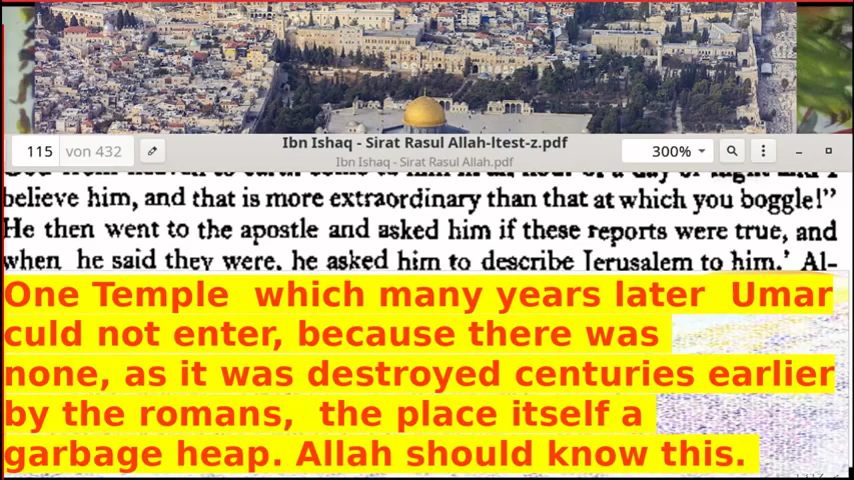 Ibn Ishaq - Sirat Rasul Allah-ltest-z.pdf
115 von 432
300%
Ibn Ishaq - Sirat Rasul Allah.pdf
believe him, and that is more extraordinary than that at which you boggle!”
He then went to the apostle and asked him if these reports were true, and
when he said they were, he asked him to describe Jerusalem to him.' Al-
One Temple which many years later Umar
culd not enter, because there was
none, as it was destroyed centuries earlier
by the romans, the place itself a
garbage heap. Allah should know this.